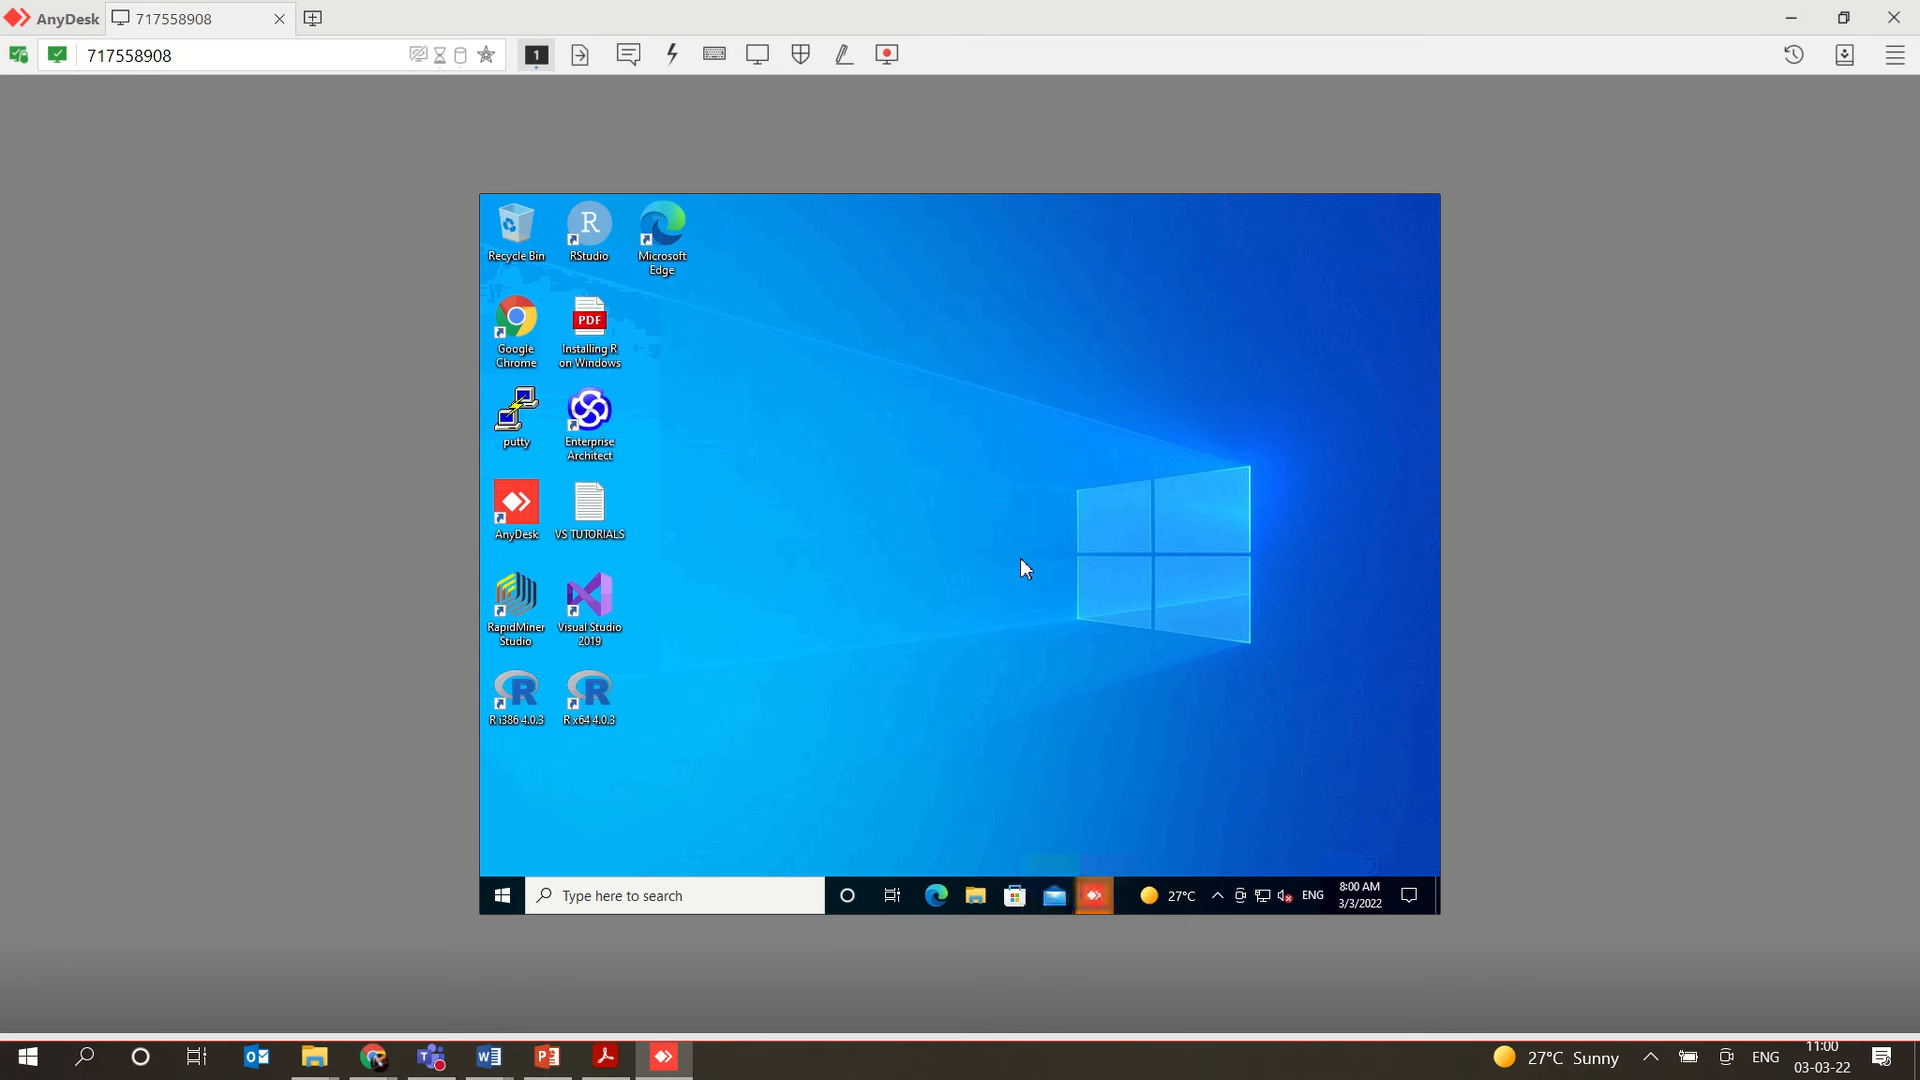 AnyDesk 717558908
717558908
1
Recycle Bin
RStudio
Microsoft
Edge
Google
Chrome
PDF
Installing R
on Windows
putty
Enterprise
Architect
AnyDesk
VS TUTORIALS
RapidMiner
Studio
Visual Studio
2019
R i386 4.0.3
R x64 4.0.3
Type here to search
27°C
ENG
8:00 AM
3/3/2022
27°C Sunny
ENG
11:00
03-03-22